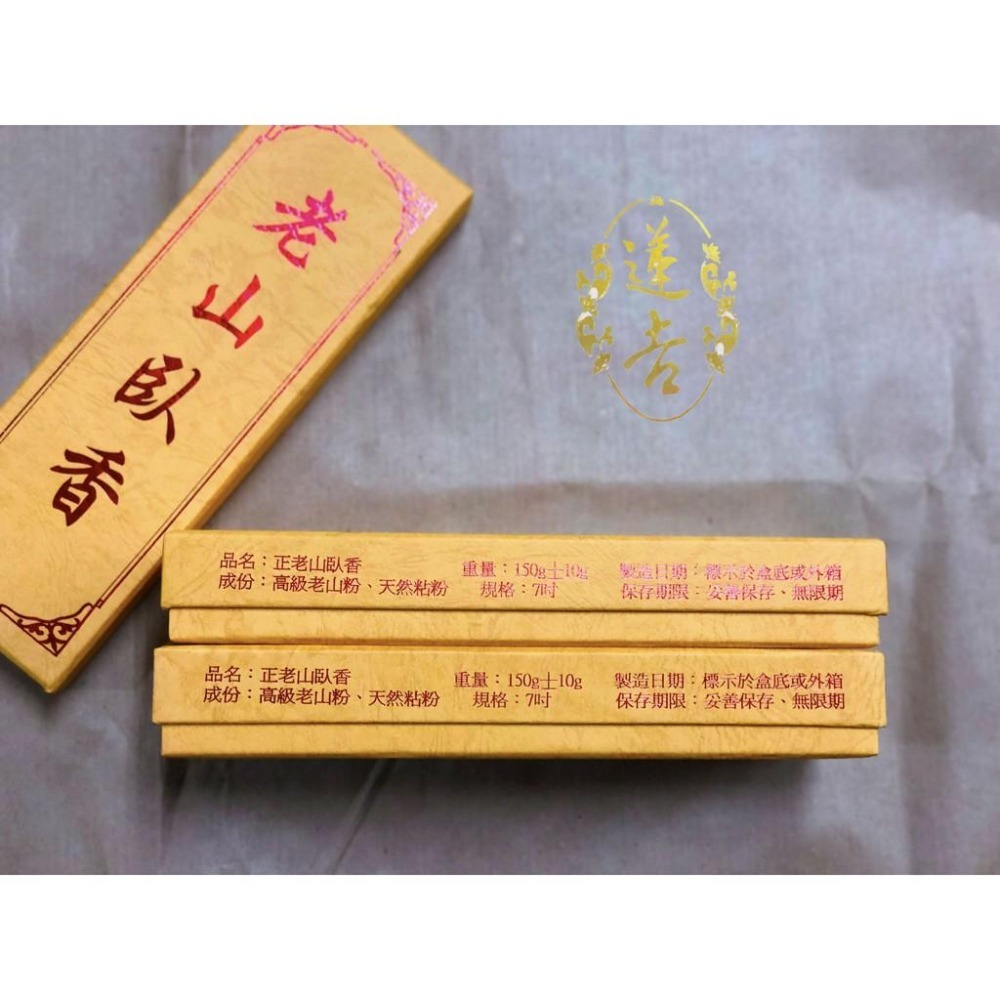 老山臥香
蓮吉
品名：正老山臥香
成份：高級老山粉、天然粘粉
重量：150g±10g
規格：7吋
製造日期：標示於盒底或外箱
保存期限：妥善保存、無限期
品名：正老山臥香
成份：高級老山粉、天然粘粉
重量：150g±10g
規格：7吋
製造日期：標示於盒底或外箱
保存期限：妥善保存、無限期